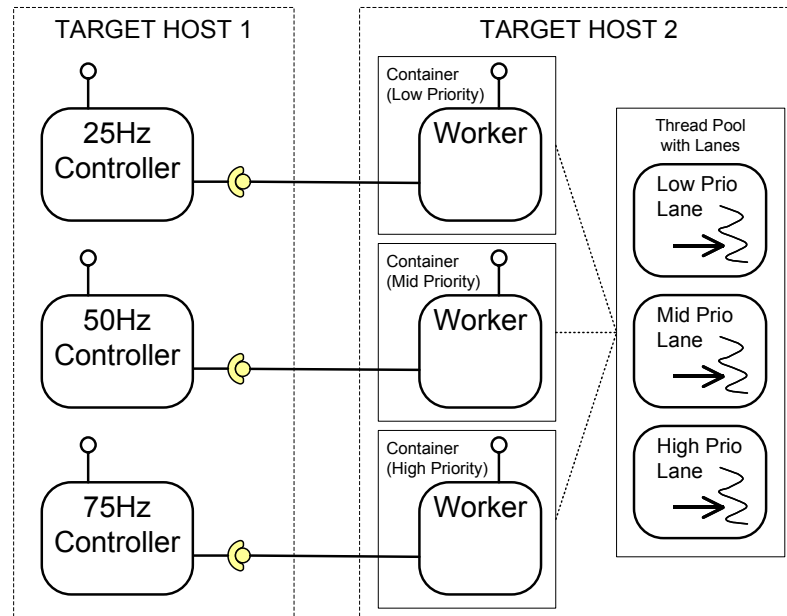 TARGET HOST 1
25Hz
Controller
50Hz
Controller
75Hz
Controller
TARGET HOST 2
Container
(Low Priority)
Worker
Container
(Mid Priority)
Worker
Container
(High Priority)
Worker
Thread Pool
with Lanes
Low Prio
Lane
Mid Prio
Lane
High Prio
Lane